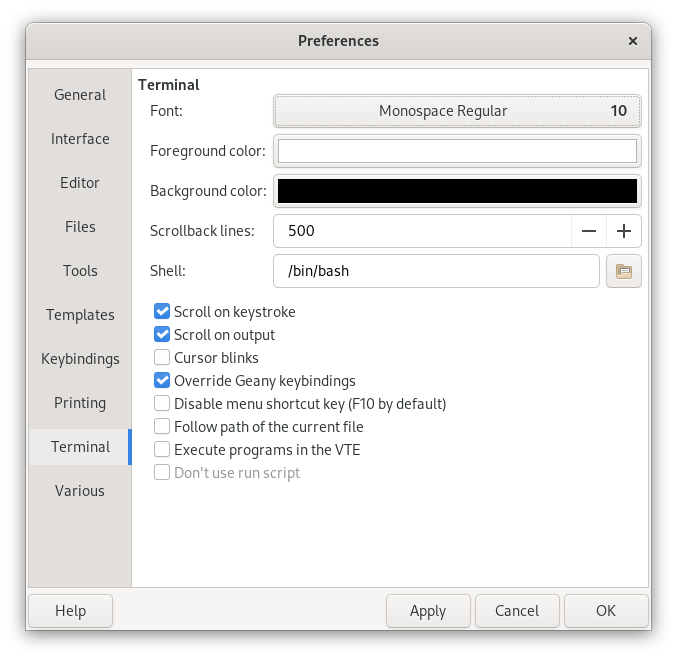 Preferences
General
Interface
Editor
Files
Tools
Templates
Keybindings
Printing
Terminal
Various
Terminal
Font: Monospace Regular 10
Foreground color:
Background color:
Scrollback lines: 500
Shell: /bin/bash
Scroll on keystroke
Scroll on output
Cursor blinks
Override Geany keybindings
Disable menu shortcut key (F10 by default)
Follow path of the current file
Execute programs in the VTE
Don't use run script
Help Apply Cancel OK